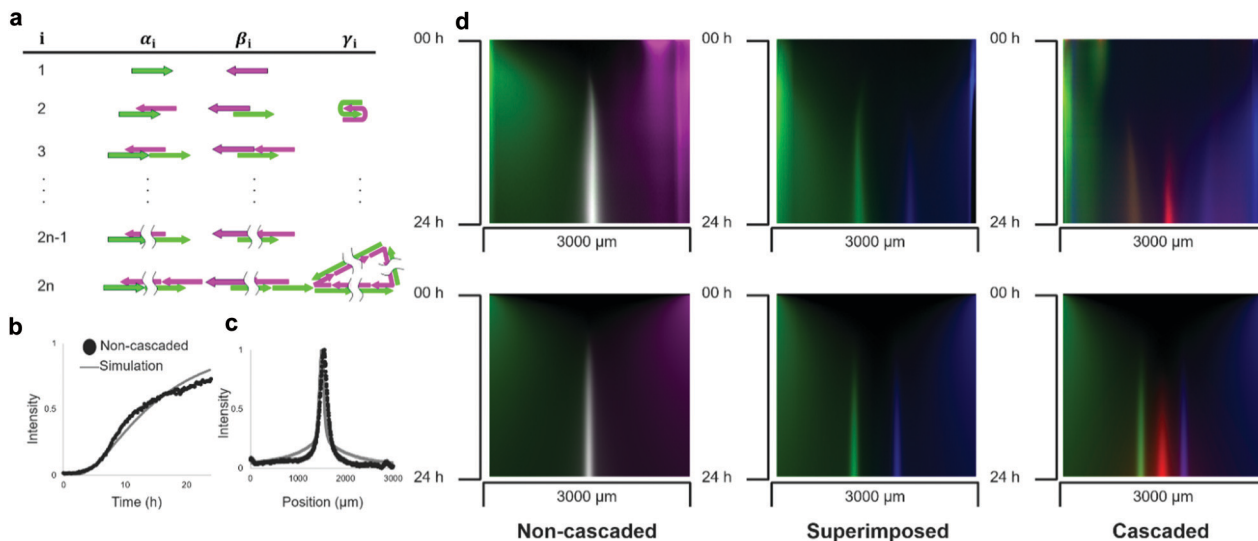 a
i αi βi γi
1
2
3
⋮ ⋮ ⋮ ⋮
2n-1
2n
b
Intensity
1
0.5
0
Non-cascaded
Simulation
0 10 20
Time (h)
c
Intensity
1
0.5
0
0 1000 2000 3000
Position (µm)
d
00 h
24 h
3000 µm
00 h
24 h
3000 µm
00 h
24 h
3000 µm
00 h
24 h
3000 µm
00 h
24 h
3000 µm
00 h
24 h
3000 µm
Non-cascaded Superimposed Cascaded